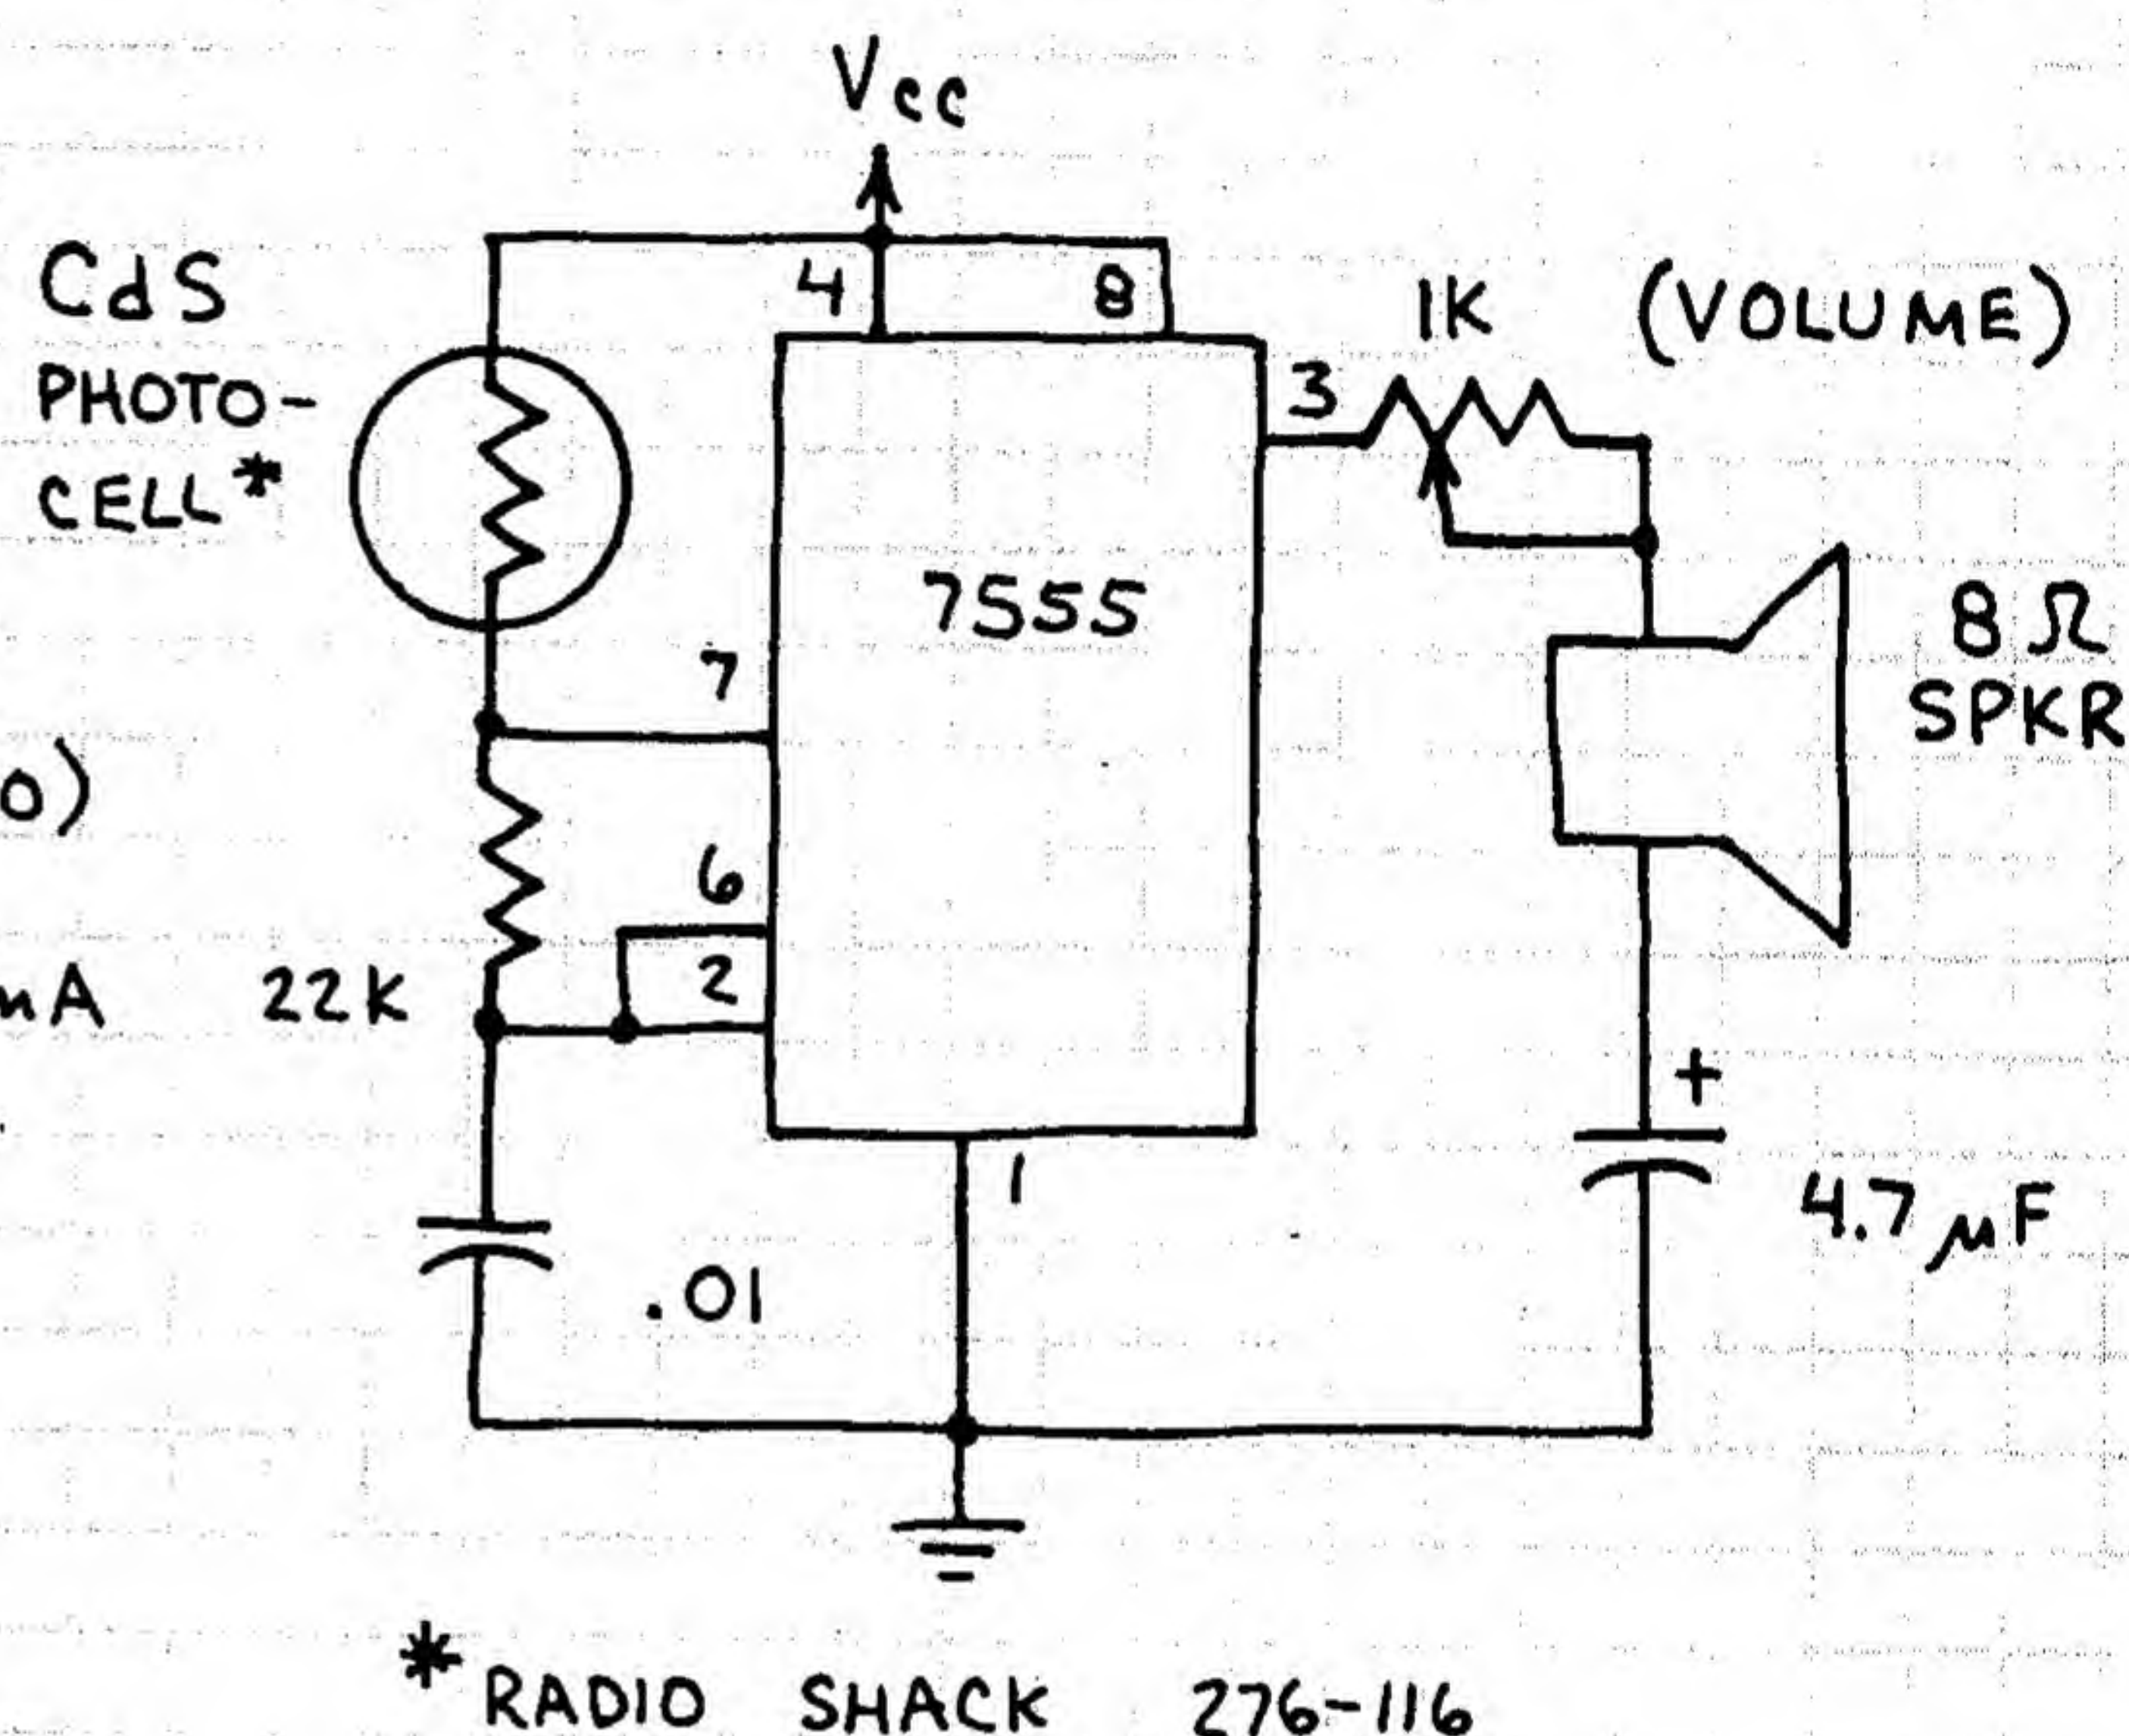 Vcc
CdS
PHOTO-
CELL*
4
8
1K (VOLUME)
3
7555
8Ω
SPKR
7
o)
6
2
mA
22K
+
1
4.7μF
.01
*RADIO SHACK 276-116